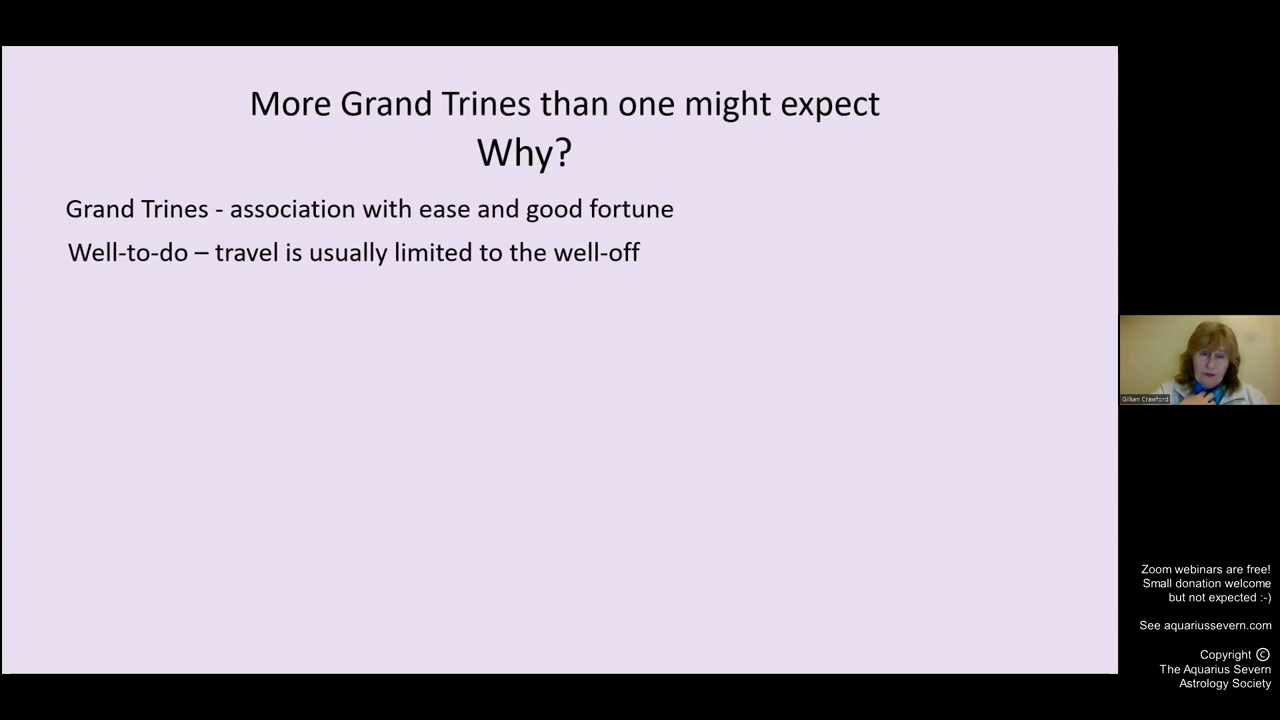 More Grand Trines than one might expect
Why?
Grand Trines - association with ease and good fortune
Well-to-do – travel is usually limited to the well-off
Gillian Crawford
Zoom webinars are free!
Small donation welcome
but not expected :-)
See aquariussevern.com
Copyright ©
The Aquarius Severn
Astrology Society